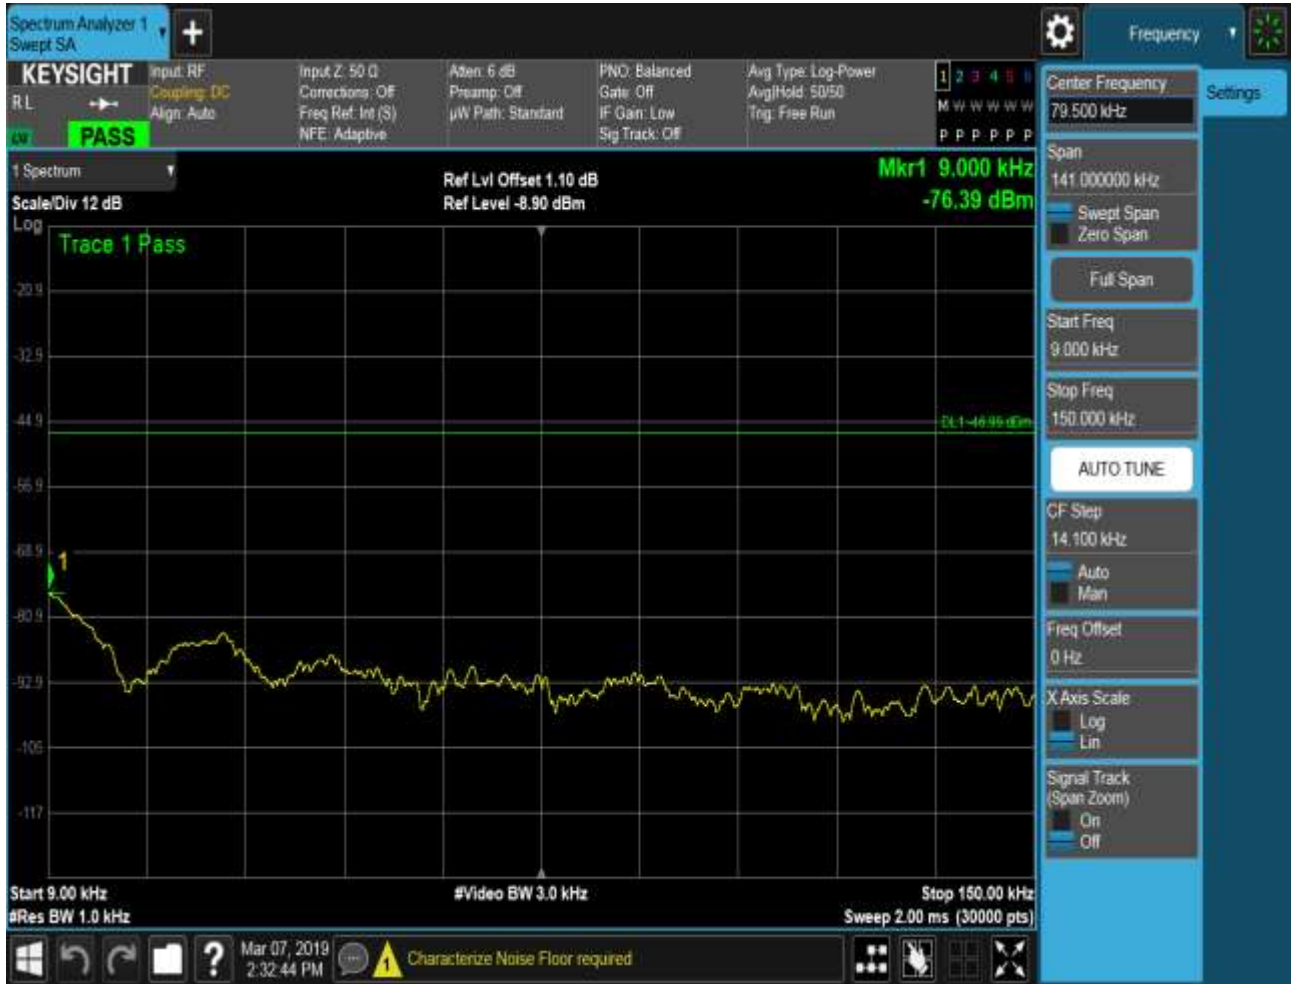 Spectrum Analyzer 1
Swept SA
Frequency
KEYSIGHT
R L
LXI
PASS
Input: RF
Coupling: DC
Align: Auto
Input Z: 50 Ω
Corrections: Off
Freq Ref: Int (S)
NFE: Adaptive
Atten: 6 dB
Preamp: Off
µW Path: Standard
PNO: Balanced
Gate: Off
IF Gain: Low
Sig Track: Off
Avg Type: Log-Power
Avg|Hold: 50/50
Trig: Free Run
1 2 3 4 5 6
M W W W W W
P P P P P P
1 Spectrum
Scale/Div 12 dB
Log
Ref Lvl Offset 1.10 dB
Ref Level -8.90 dBm
Mkr1 9.000 kHz
-76.39 dBm
Trace 1 Pass
-20.9
-32.9
-44.9
DL1 -46.99 dBm
-56.9
-68.9
1
-80.9
-92.9
-105
-117
Start 9.00 kHz
#Res BW 1.0 kHz
#Video BW 3.0 kHz
Stop 150.00 kHz
Sweep 2.00 ms (30000 pts)
Center Frequency
79.500 kHz
Settings
Span
141.000000 kHz
Swept Span
Zero Span
Full Span
Start Freq
9.000 kHz
Stop Freq
150.000 kHz
AUTO TUNE
CF Step
14.100 kHz
Auto
Man
Freq Offset
0 Hz
X Axis Scale
Log
Lin
Signal Track
(Span Zoom)
On
Off
?
Mar 07, 2019
2:32:44 PM
1
Characterize Noise Floor required